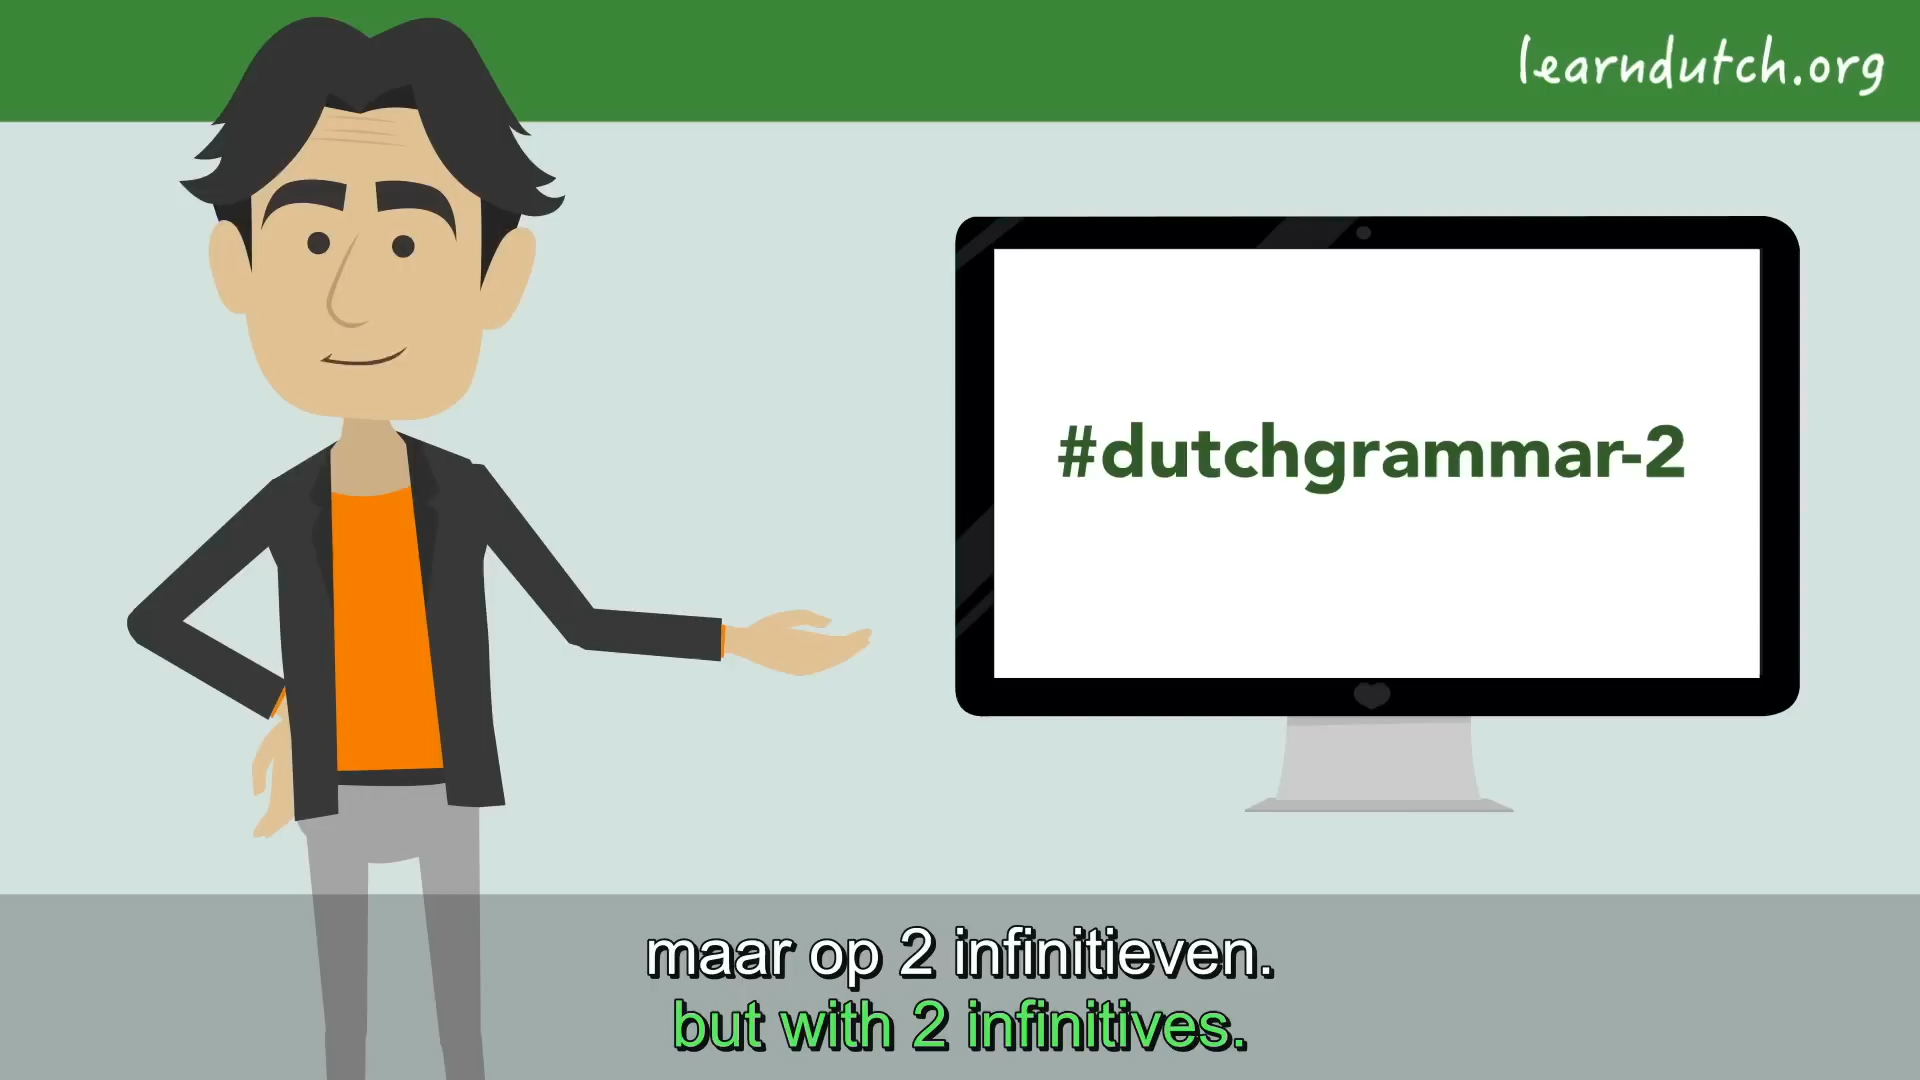 learndutch.org
#dutchgrammar-2
maar op 2 infinitieven.
but with 2 infinitives.